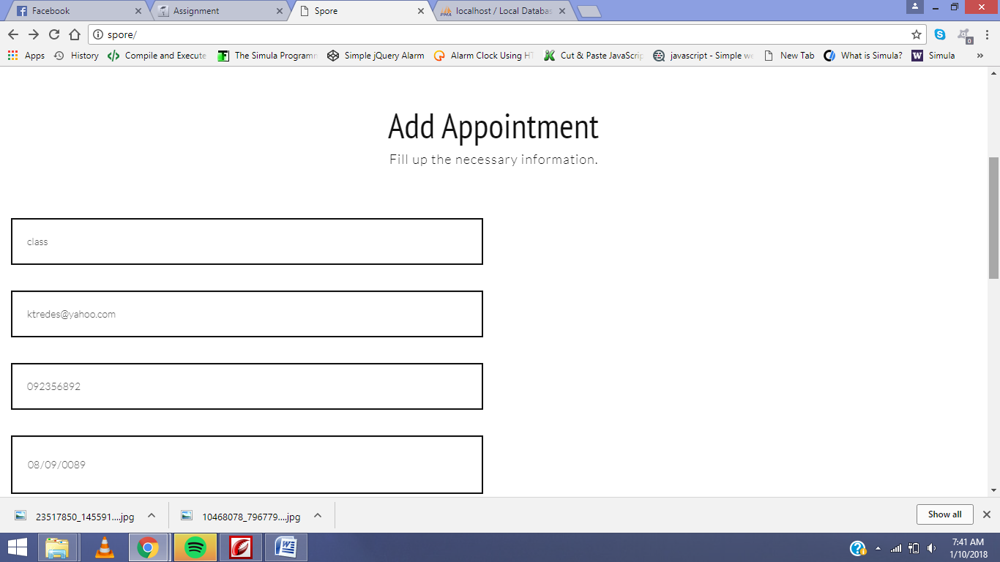 Facebook
Assignment
Spore
localhost / Local Databas
spore/
Apps
History
Compile and Execute
The Simula Programm
Simple jQuery Alarm
Alarm Clock Using HT
Cut & Paste JavaScrip
javascript - Simple we
New Tab
What is Simula?
W
Simula
»
0
Add Appointment
Fill up the necessary information.
class
ktredes@yahoo.com
092356892
08/09/0089
23517850_145591....jpg
10468078_796779....jpg
Show all
7:41 AM
1/10/2018